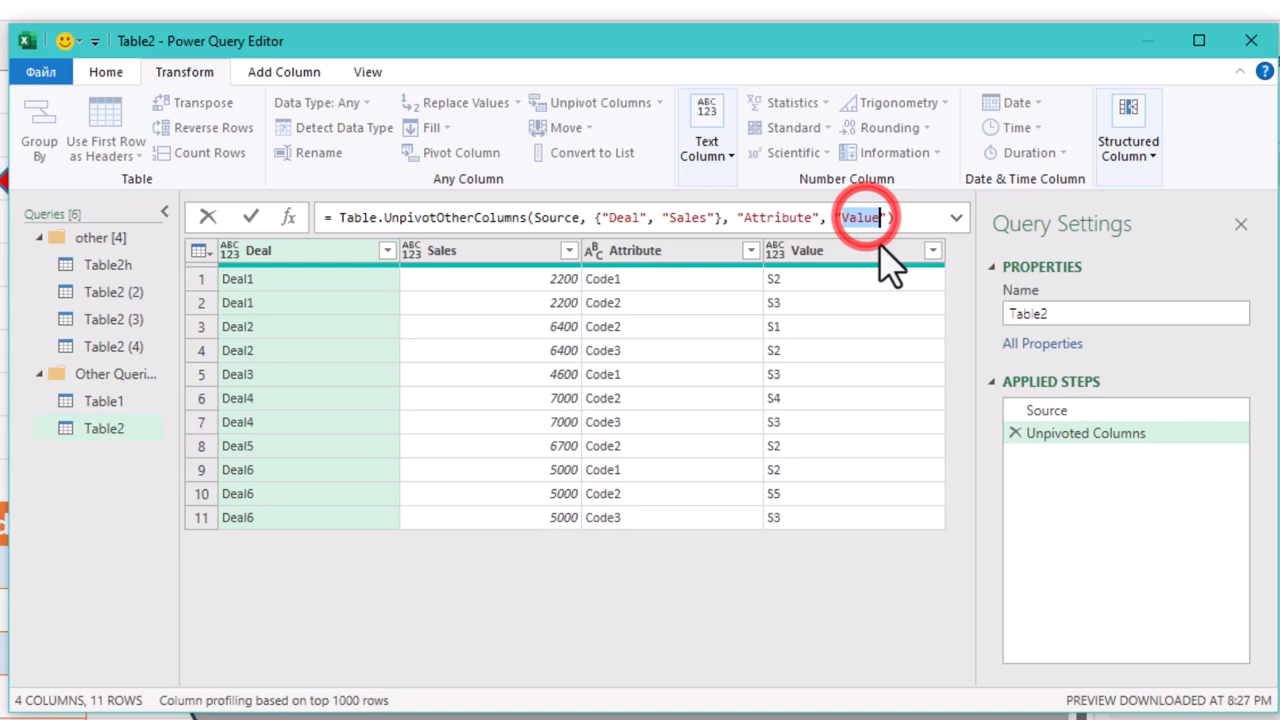 Table2 - Power Query Editor
Файл Home Transform Add Column View
Group By
Use First Row as Headers
Transpose
Reverse Rows
Count Rows
Table
Data Type: Any
Detect Data Type
Rename
Replace Values
Fill
Pivot Column
Unpivot Columns
Move
Convert to List
Any Column
ABC
123
Text Column
Statistics
Standard
Scientific
Trigonometry
Rounding
Information
Number Column
Date
Time
Duration
Date & Time Column
Structured Column
Queries [6]
other [4]
Table2h
Table2 (2)
Table2 (3)
Table2 (4)
Other Queri...
Table1
Table2
= Table.UnpivotOtherColumns(Source, {"Deal", "Sales"}, "Attribute", "Value")
ABC 123 Deal ABC 123 Sales ABC Attribute ABC 123 Value
1 Deal1 2200 Code1 S2
2 Deal1 2200 Code2 S3
3 Deal2 6400 Code2 S1
4 Deal2 6400 Code3 S2
5 Deal3 4600 Code1 S3
6 Deal4 7000 Code2 S4
7 Deal4 7000 Code3 S3
8 Deal5 6700 Code2 S2
9 Deal6 5000 Code1 S2
10 Deal6 5000 Code2 S5
11 Deal6 5000 Code3 S3
Query Settings
PROPERTIES
Name
Table2
All Properties
APPLIED STEPS
Source
Unpivoted Columns
4 COLUMNS, 11 ROWS Column profiling based on top 1000 rows PREVIEW DOWNLOADED AT 8:27 PM